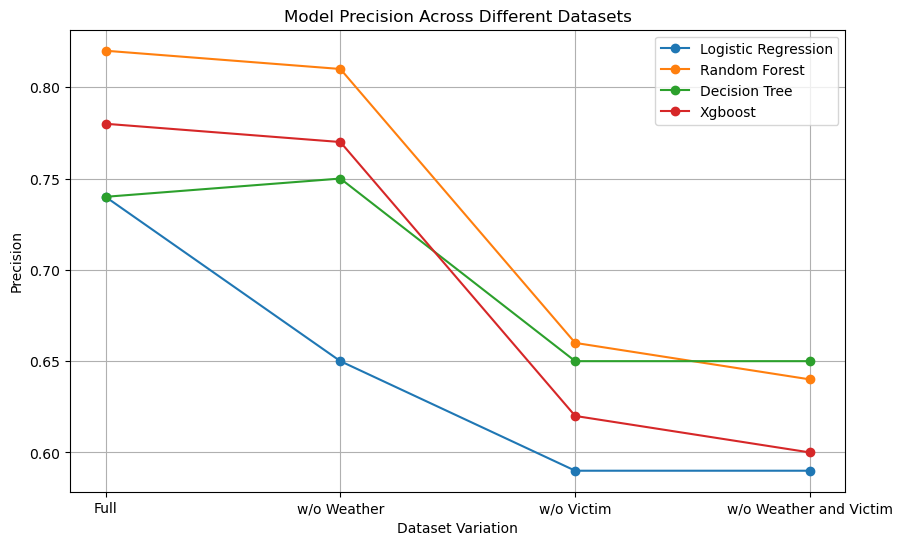 Model Precision Across Different Datasets
Logistic Regression
Random Forest
Decision Tree
Xgboost
0.80
0.75
0.70
0.65
0.60
Precision
Full
w/o Weather
w/o Victim
w/o Weather and Victim
Dataset Variation